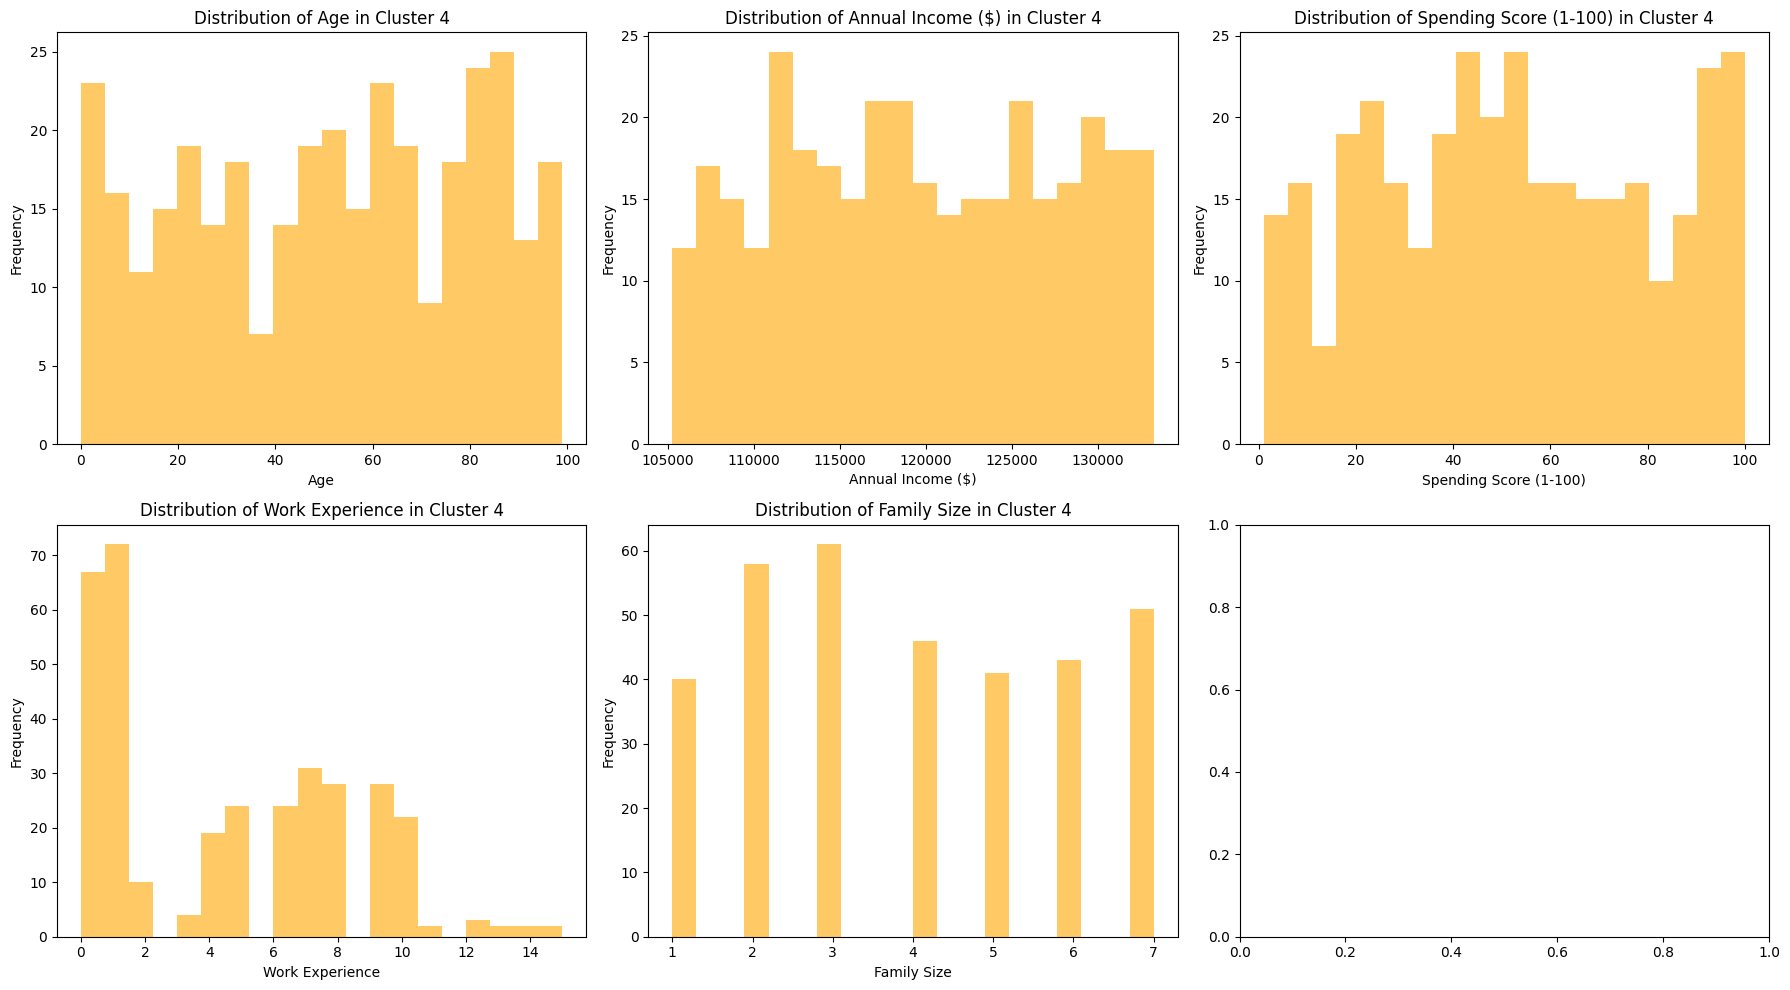 Distribution of Age in Cluster 4
Frequency
25
20
15
10
5
0
0 20 40 60 80 100
Age
Distribution of Annual Income ($) in Cluster 4
Frequency
25
20
15
10
5
0
105000 110000 115000 120000 125000 130000
Annual Income ($)
Distribution of Spending Score (1-100) in Cluster 4
Frequency
25
20
15
10
5
0
0 20 40 60 80 100
Spending Score (1-100)
Distribution of Work Experience in Cluster 4
Frequency
70
60
50
40
30
20
10
0
0 2 4 6 8 10 12 14
Work Experience
Distribution of Family Size in Cluster 4
Frequency
60
50
40
30
20
10
0
1 2 3 4 5 6 7
Family Size
1.0
0.8
0.6
0.4
0.2
0.0
0.0 0.2 0.4 0.6 0.8 1.0